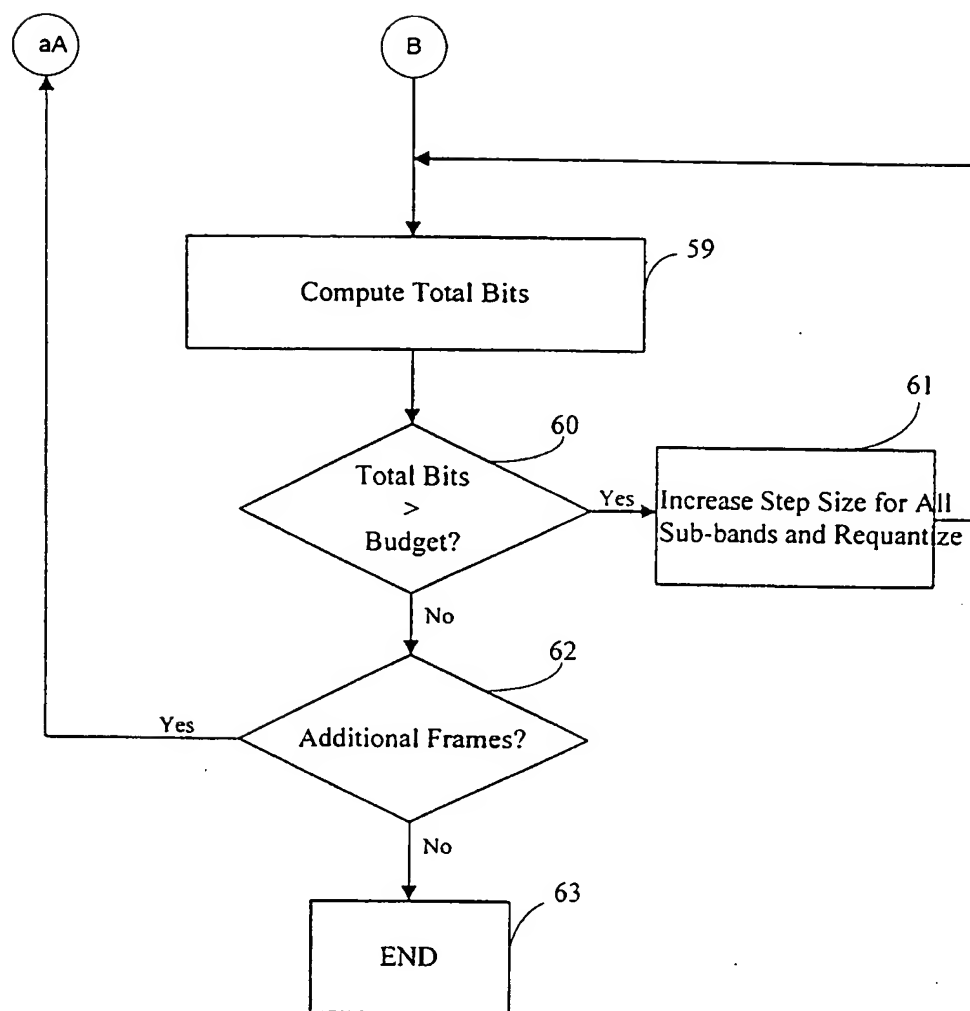 aA
B
59
Compute Total Bits
60
61
Total Bits
>
Budget?
Yes
Increase Step Size for All
Sub-bands and Requantize
No
62
Yes
Additional Frames?
No
63
END